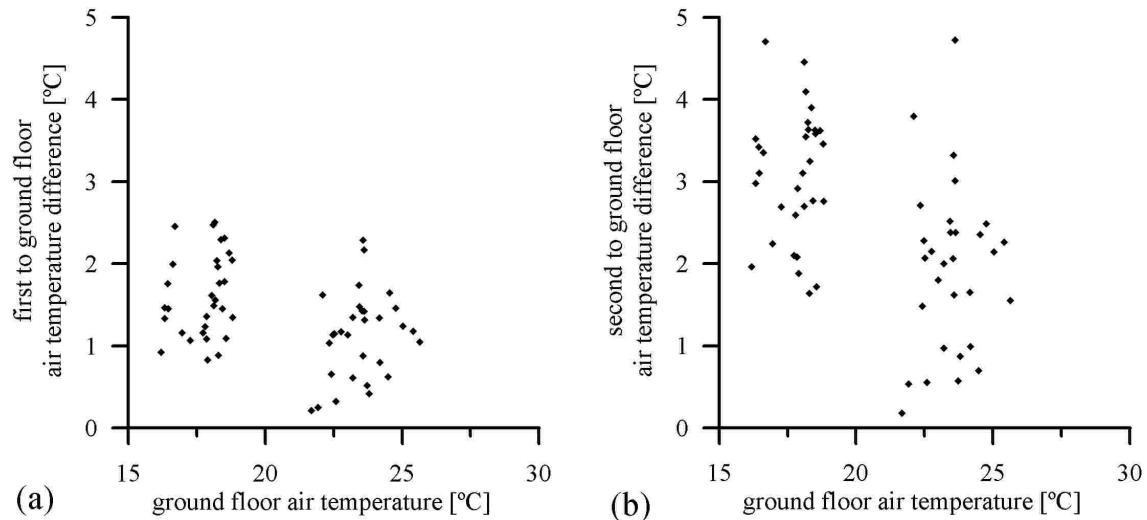 first to ground floor
air temperature difference [ºC]
5
4
3
2
1
0
15
20
25
30
(a)
ground floor air temperature [ºC]
second to ground floor
air temperature difference [ºC]
5
4
3
2
1
0
15
20
25
30
(b)
ground floor air temperature [ºC]